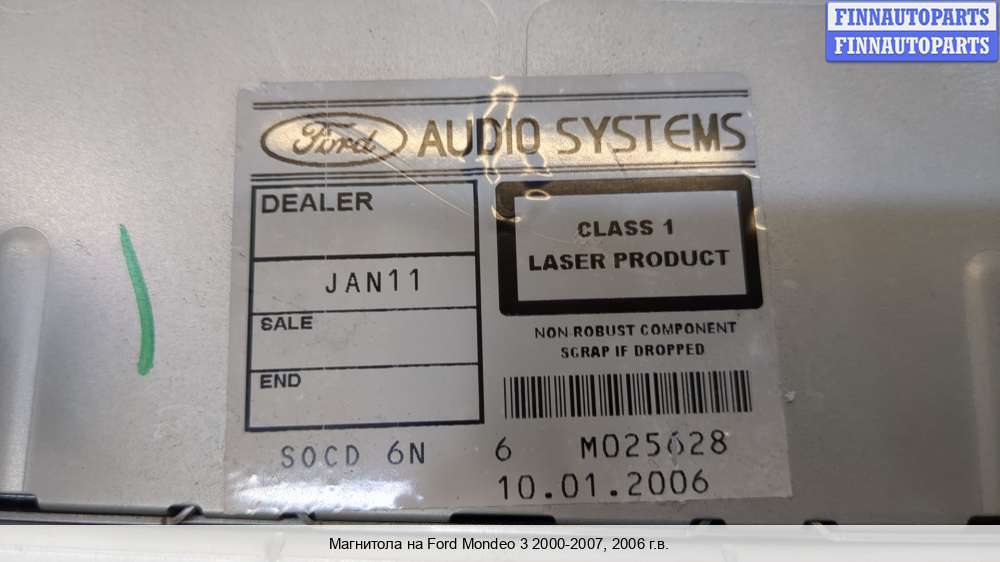 FINNAUTOPARTS
FINNAUTOPARTS
Ford AUDIO SYSTEMS
DEALER
JAN11
SALE
END
CLASS 1
LASER PRODUCT
NON-ROBUST COMPONENT
SCRAP IF DROPPED
SOCD 6N 6 M025628
10.01.2006
Магнитола на Ford Mondeo 3 2000-2007, 2006 г.в.